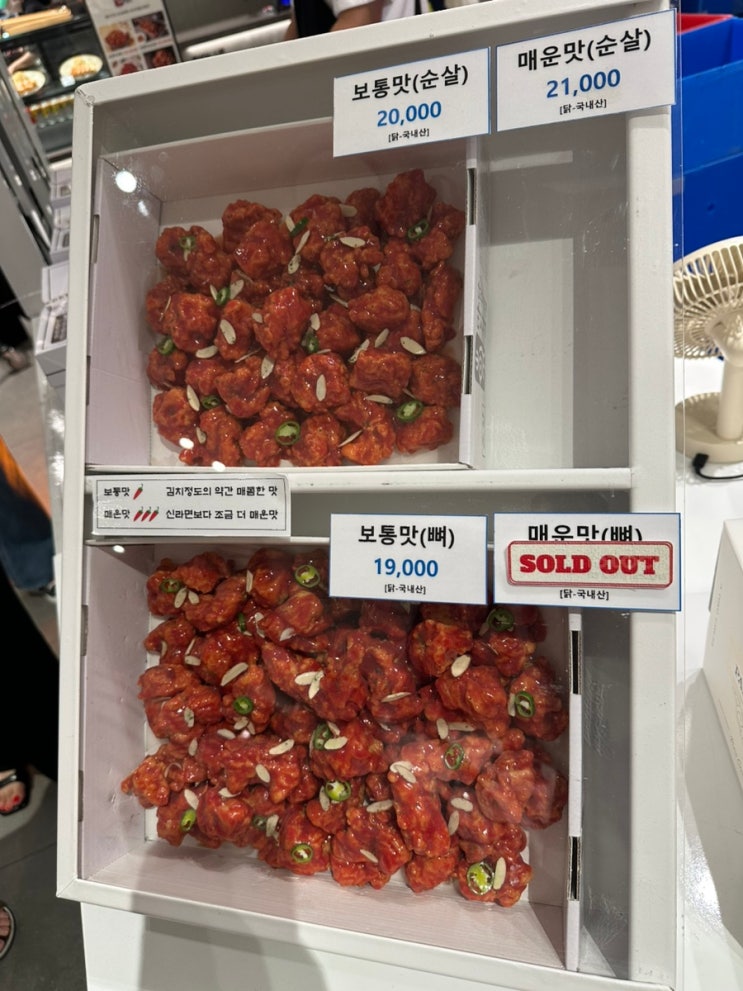 보통맛(순살)
20,000
[닭-국내산]
매운맛(순살)
21,000
[닭-국내산]
보통맛 김치정도의 약간 매콤한 맛
매운맛 신라면보다 조금 더 매운맛
보통맛(뼈)
19,000
[닭-국내산]
매운맛(뼈)
SOLD OUT
[닭-국내산]